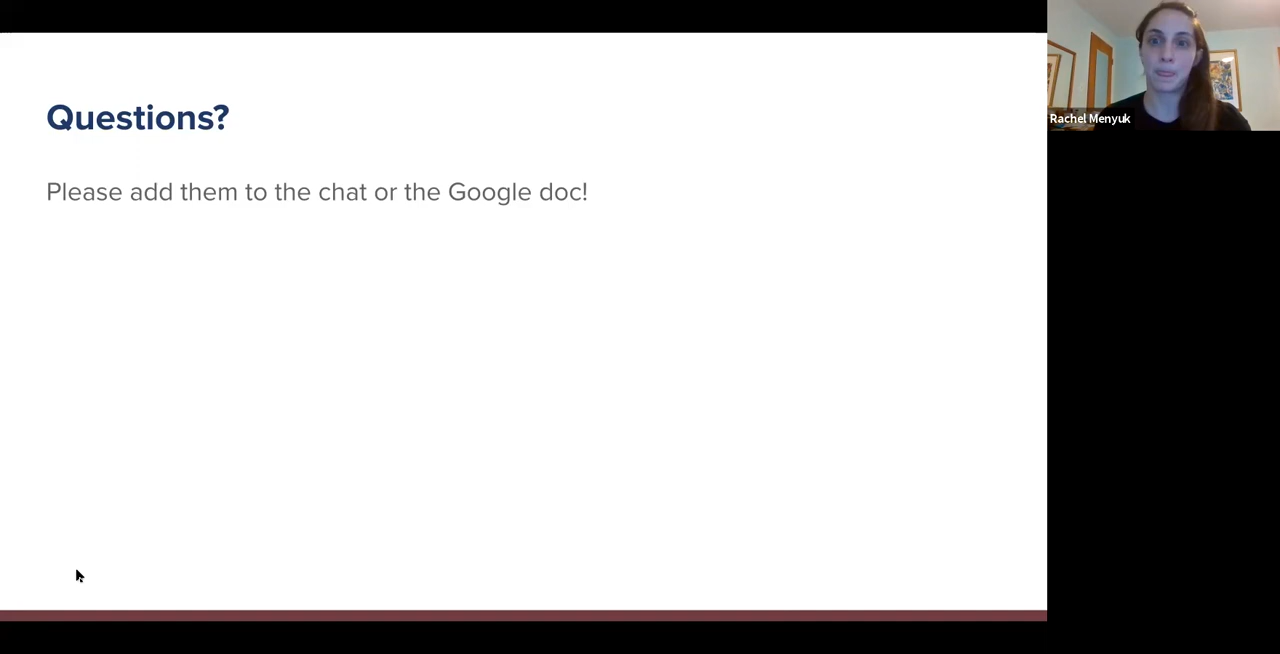 Questions?
Please add them to the chat or the Google doc!
Rachel Menyuk